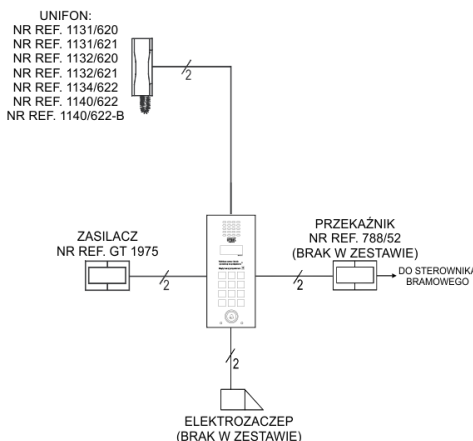 UNIFON:
NR REF. 1131/620
NR REF. 1131/621
NR REF. 1132/620
NR REF. 1132/621
NR REF. 1134/622
NR REF. 1140/622
NR REF. 1140/622-B
2
ZASILACZ
NR REF. GT 1975
2
PRZEKAŹNIK
NR REF. 788/52
(BRAK W ZESTAWIE)
2
DO STEROWNIKA
BRAMOWEGO
2
ELEKTROZACZEP
(BRAK W ZESTAWIE)